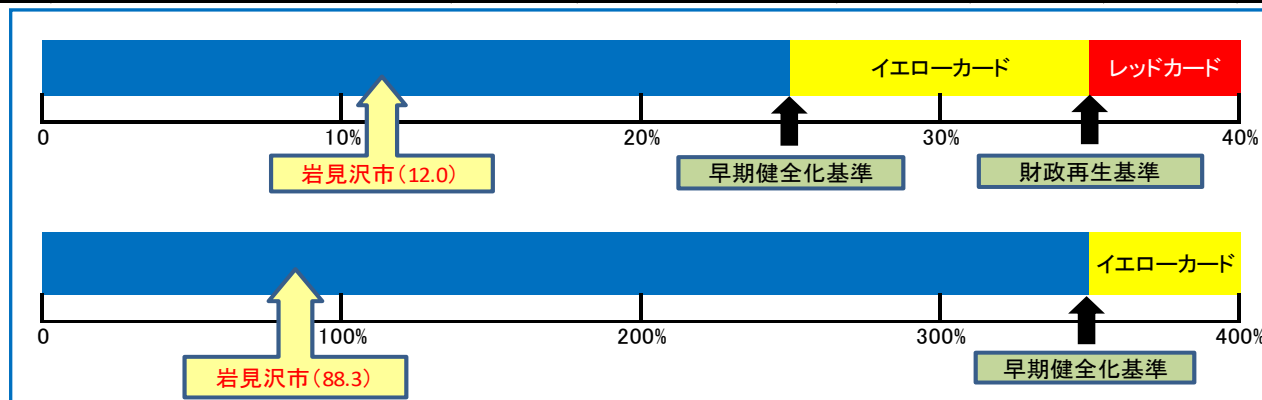 イエローカード
レッドカード
0 10% 20% 30% 40%
岩見沢市(12.0)
早期健全化基準
財政再生基準
イエローカード
0 100% 200% 300% 400%
岩見沢市(88.3)
早期健全化基準